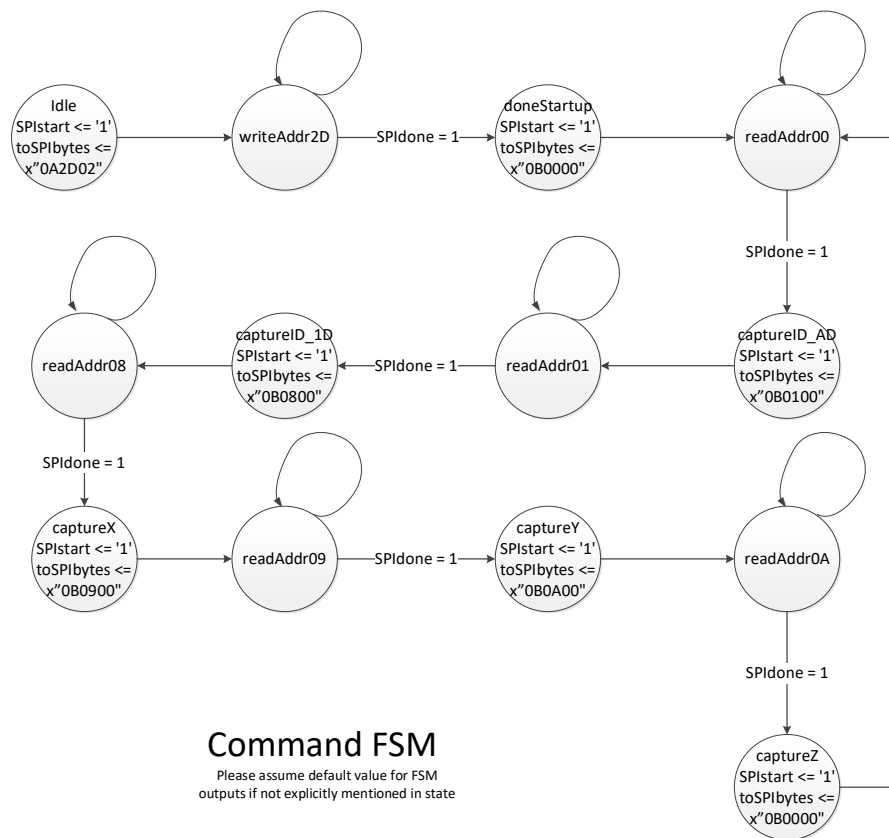 Idle
SPIstart <= '1'
toSPIbytes <=
x"0A2D02"
writeAddr2D
SPIdone = 1
doneStartup
SPIstart <= '1'
toSPIbytes <=
x"0B0000"
readAddr00
SPIdone = 1
captureID_AD
SPIstart <= '1'
toSPIbytes <=
x"0B0100"
readAddr01
SPIdone = 1
captureID_1D
SPIstart <= '1'
toSPIbytes <=
x"0B0800"
readAddr08
SPIdone = 1
captureX
SPIstart <= '1'
toSPIbytes <=
x"0B0900"
readAddr09
SPIdone = 1
captureY
SPIstart <= '1'
toSPIbytes <=
x"0B0A00"
readAddr0A
SPIdone = 1
captureZ
SPIstart <= '1'
toSPIbytes <=
x"0B0000"
Command FSM
Please assume default value for FSM
outputs if not explicitly mentioned in state